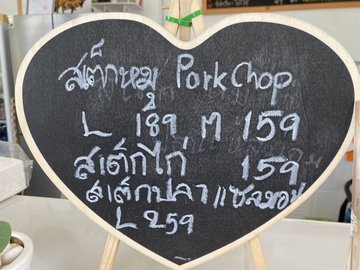 สเต็กหมู Pork Chop
L 189 M 159
สเต็กไก่ 159
สเต็กปลาแซลมอน
L 259